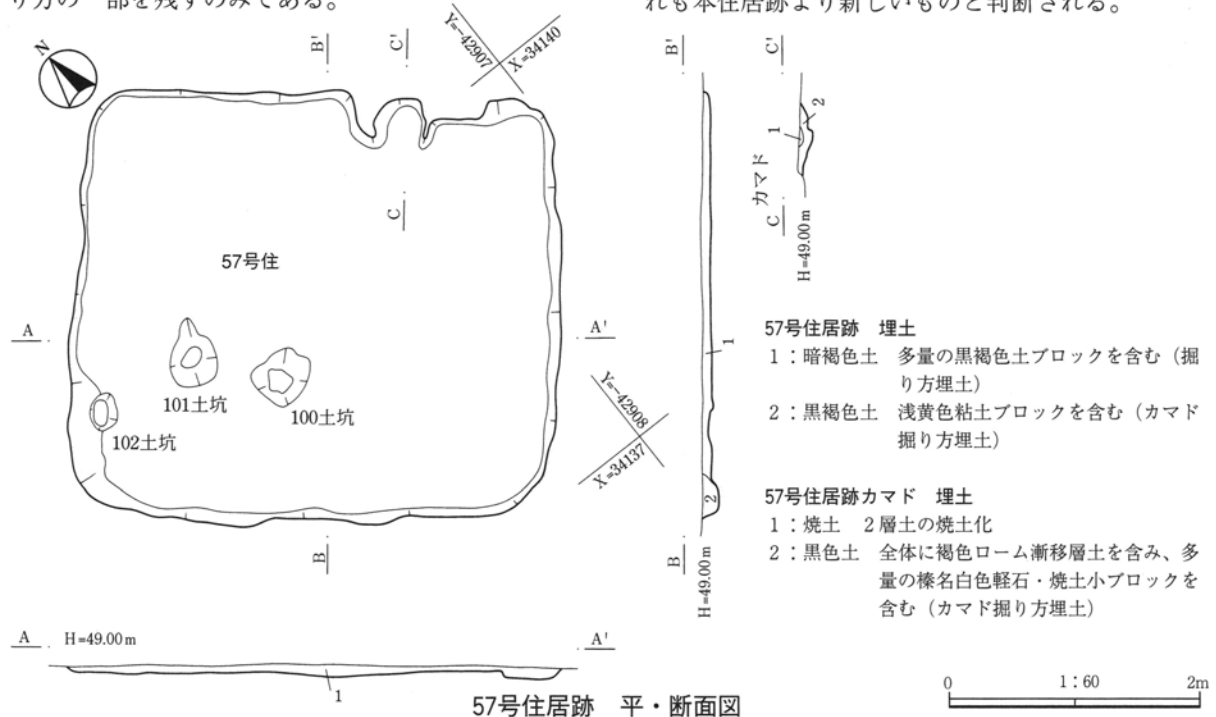 り方の一部を残すのみである。
れも本住居跡より新しいものと判断される。
N
B'
C'
Y=-42907
X=34140
B'
C'
2
1
カマド
C
C
H=49.00m
57号住
A
A'
1
101土坑
100土坑
102土坑
Y=-42908
X=34137
2
B
B
H=49.00m
57号住居跡 埋土
1：暗褐色土 多量の黒褐色土ブロックを含む（掘
り方埋土）
2：黒褐色土 浅黄色粘土ブロックを含む（カマド
掘り方埋土）
57号住居跡カマド 埋土
1：焼土 2層土の焼土化
2：黒色土 全体に褐色ローム漸移層土を含み、多
量の榛名白色軽石・焼土小ブロックを
含む（カマド掘り方埋土）
A H=49.00m A'
1
57号住居跡 平・断面図
0 1：60 2m